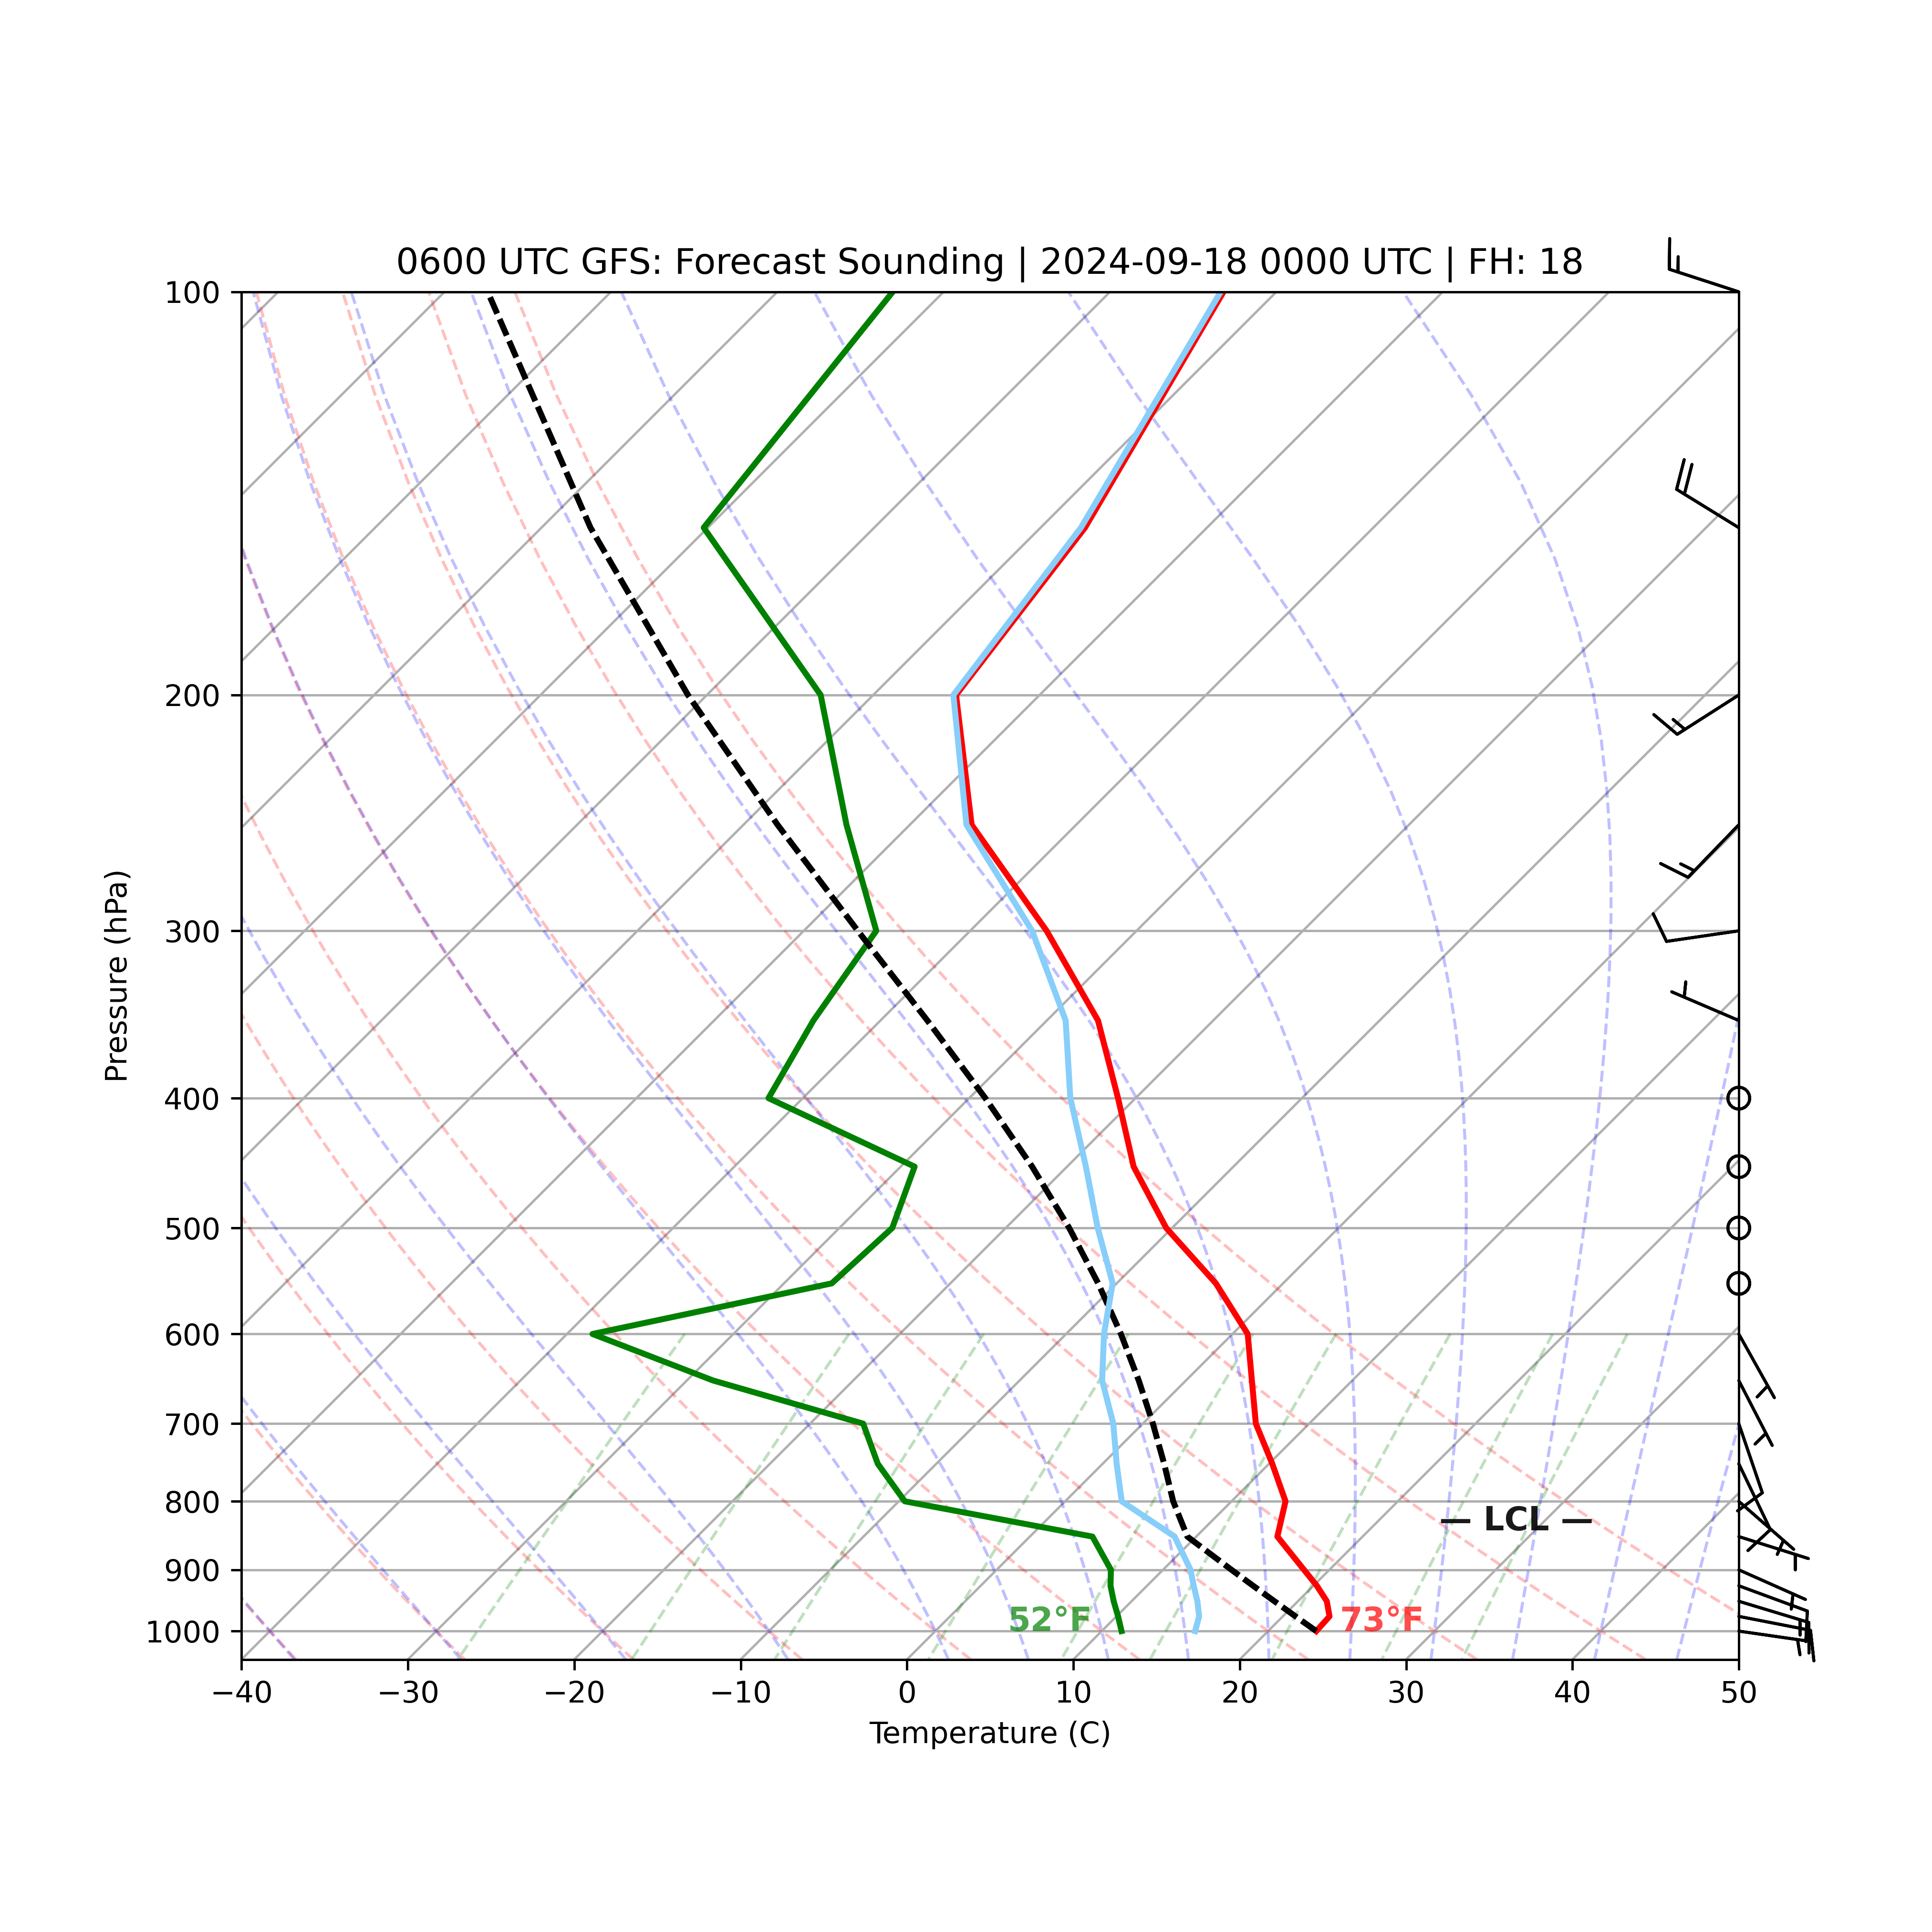 0600 UTC GFS: Forecast Sounding | 2024-09-18 0000 UTC | FH: 18
100
200
300
400
500
600
700
800
900
1000
Pressure (hPa)
— LCL —
52°F
73°F
−40 −30 −20 −10 0 10 20 30 40 50
Temperature (C)